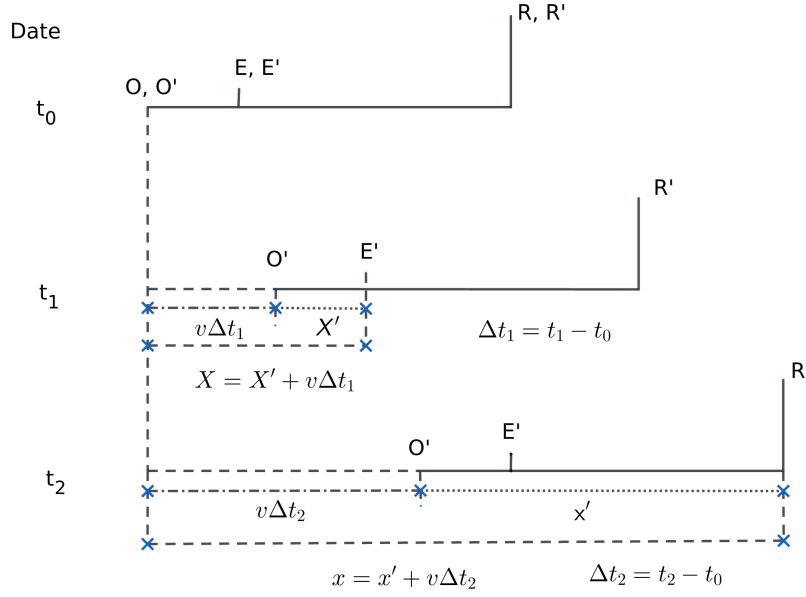 Date
R, R'
E, E'
O, O'
t₀
R'
O'
E'
t₁
vΔt₁
X'
Δt₁ = t₁ − t₀
X = X′ + vΔt₁
R
O'
E'
t₂
vΔt₂
x'
x = x′ + vΔt₂
Δt₂ = t₂ − t₀